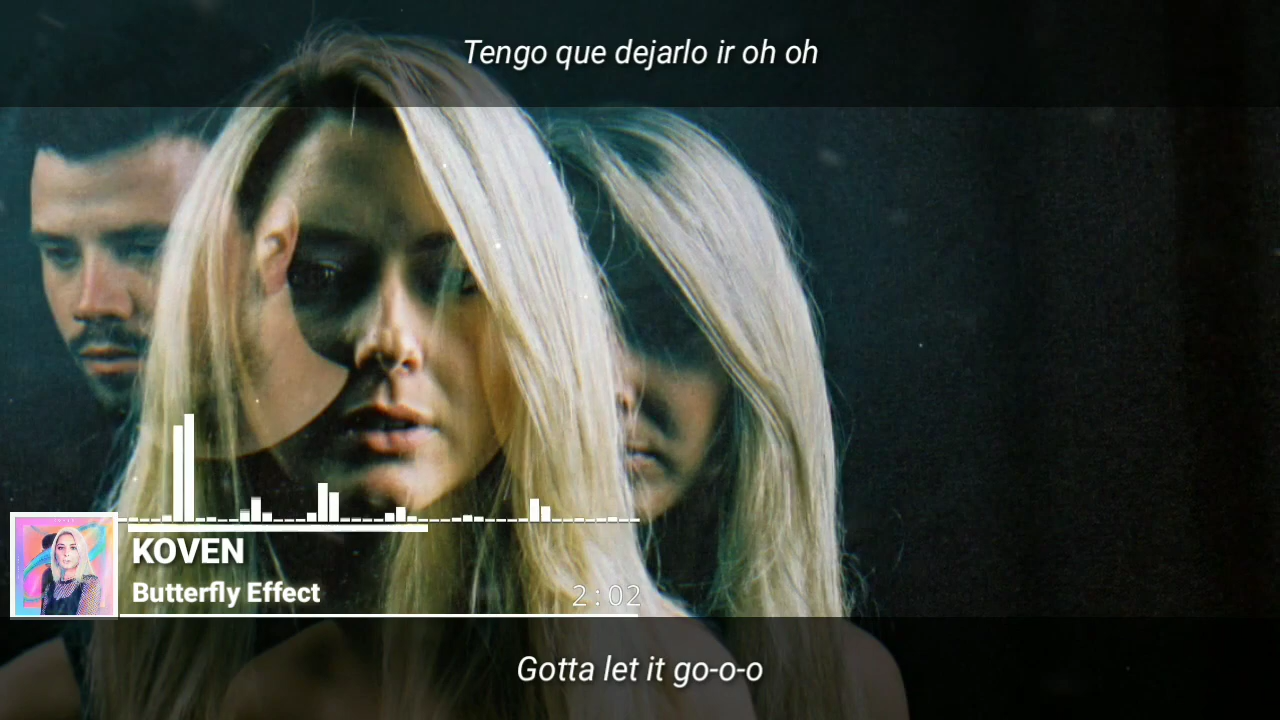 Tengo que dejarlo ir oh oh
KOVEN
Butterfly Effect
2:02
Gotta let it go-o-o